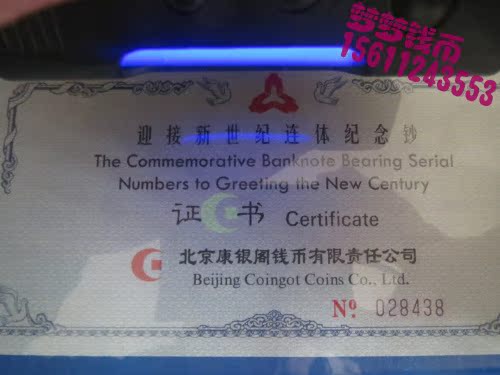 梦梦钱币
15611243553
迎接新世纪连体纪念钞
The Commemorative Banknote Bearing Serial
Numbers to Greeting the New Century
证书 Certificate
北京康银阁钱币有限责任公司
Beijing Coingot Coins Co., Ltd.
Nº 028438